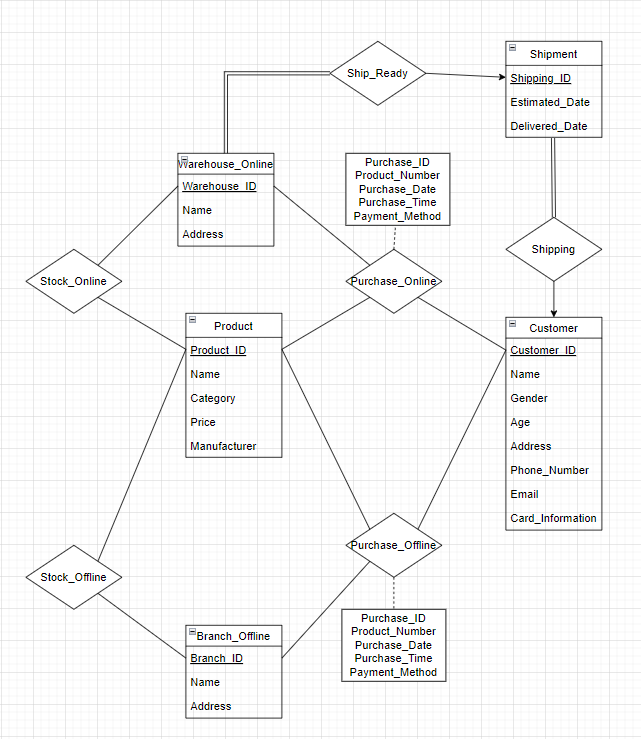 Ship_Ready
Shipment
Shipping_ID
Estimated_Date
Delivered_Date
Warehouse_Online
Warehouse_ID
Name
Address
Purchase_ID
Product_Number
Purchase_Date
Purchase_Time
Payment_Method
Stock_Online
Purchase_Online
Shipping
Product
Product_ID
Name
Category
Price
Manufacturer
Customer
Customer_ID
Name
Gender
Age
Address
Phone_Number
Email
Card_Information
Stock_Offline
Purchase_Offline
Branch_Offline
Branch_ID
Name
Address
Purchase_ID
Product_Number
Purchase_Date
Purchase_Time
Payment_Method